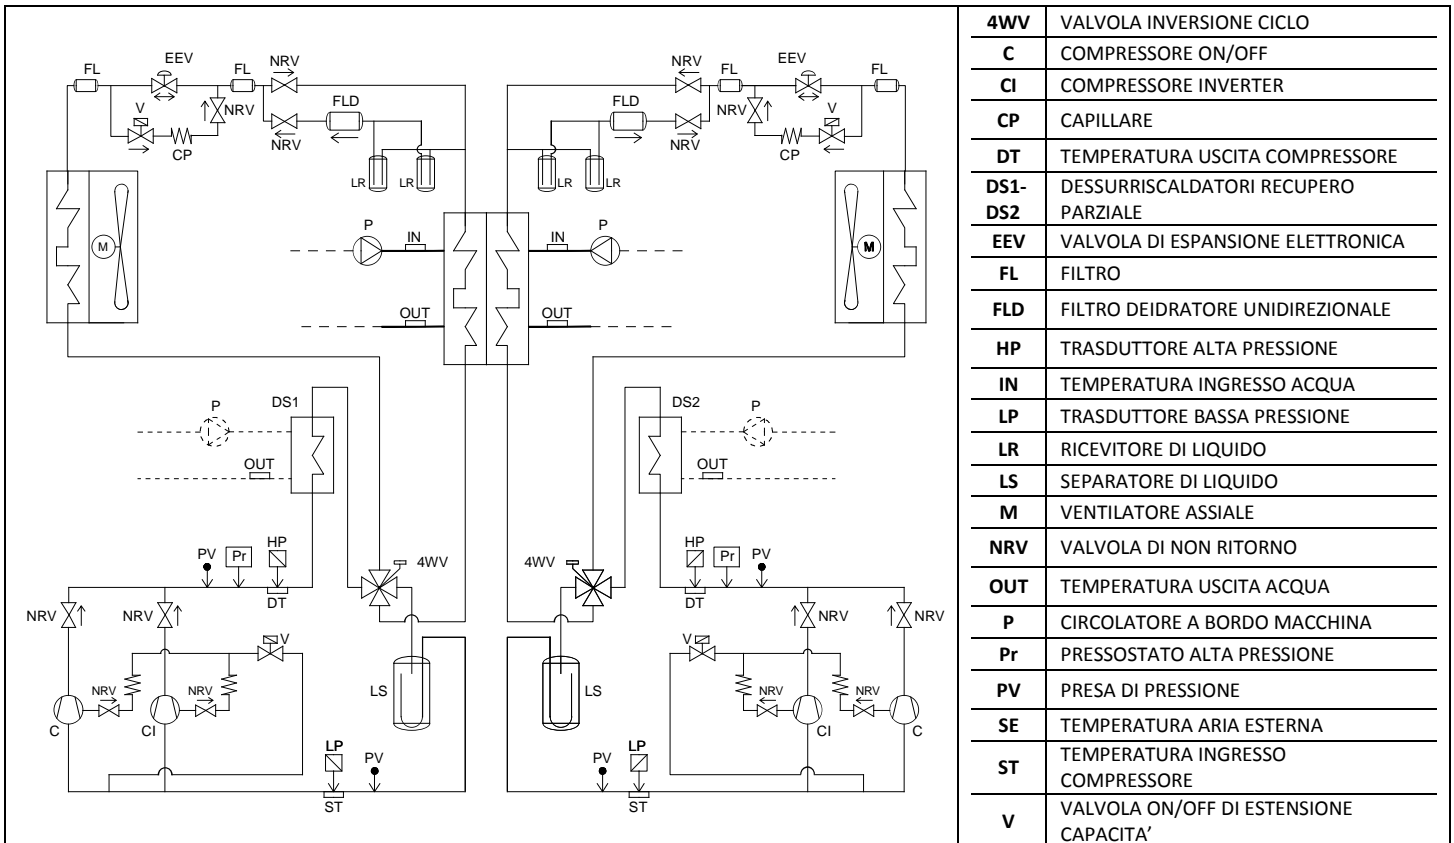 EEV
FL
FL
NRV
V
NRV
FLD
CP
NRV
LR
LR
NRV
FL
EEV
FL
FLD
NRV
V
NRV
CP
LR
LR
M
P
IN
IN
P
M
OUT
OUT
P
DS1
OUT
DS2
P
OUT
PV
Pr
HP
DT
4WV
4WV
HP
Pr
PV
DT
NRV
NRV
V
V
NRV
NRV
NRV
NRV
C
CI
LS
LS
NRV
NRV
CI
C
LP
PV
ST
PV
LP
ST
4WV VALVOLA INVERSIONE CICLO
C COMPRESSORE ON/OFF
CI COMPRESSORE INVERTER
CP CAPILLARE
DT TEMPERATURA USCITA COMPRESSORE
DS1- DESSURRISCALDATORI RECUPERO
DS2 PARZIALE
EEV VALVOLA DI ESPANSIONE ELETTRONICA
FL FILTRO
FLD FILTRO DEIDRATORE UNIDIREZIONALE
HP TRASDUTTORE ALTA PRESSIONE
IN TEMPERATURA INGRESSO ACQUA
LP TRASDUTTORE BASSA PRESSIONE
LR RICEVITORE DI LIQUIDO
LS SEPARATORE DI LIQUIDO
M VENTILATORE ASSIALE
NRV VALVOLA DI NON RITORNO
OUT TEMPERATURA USCITA ACQUA
P CIRCOLATORE A BORDO MACCHINA
Pr PRESSOSTATO ALTA PRESSIONE
PV PRESA DI PRESSIONE
SE TEMPERATURA ARIA ESTERNA
ST TEMPERATURA INGRESSO
COMPRESSORE
V VALVOLA ON/OFF DI ESTENSIONE
CAPACITA’